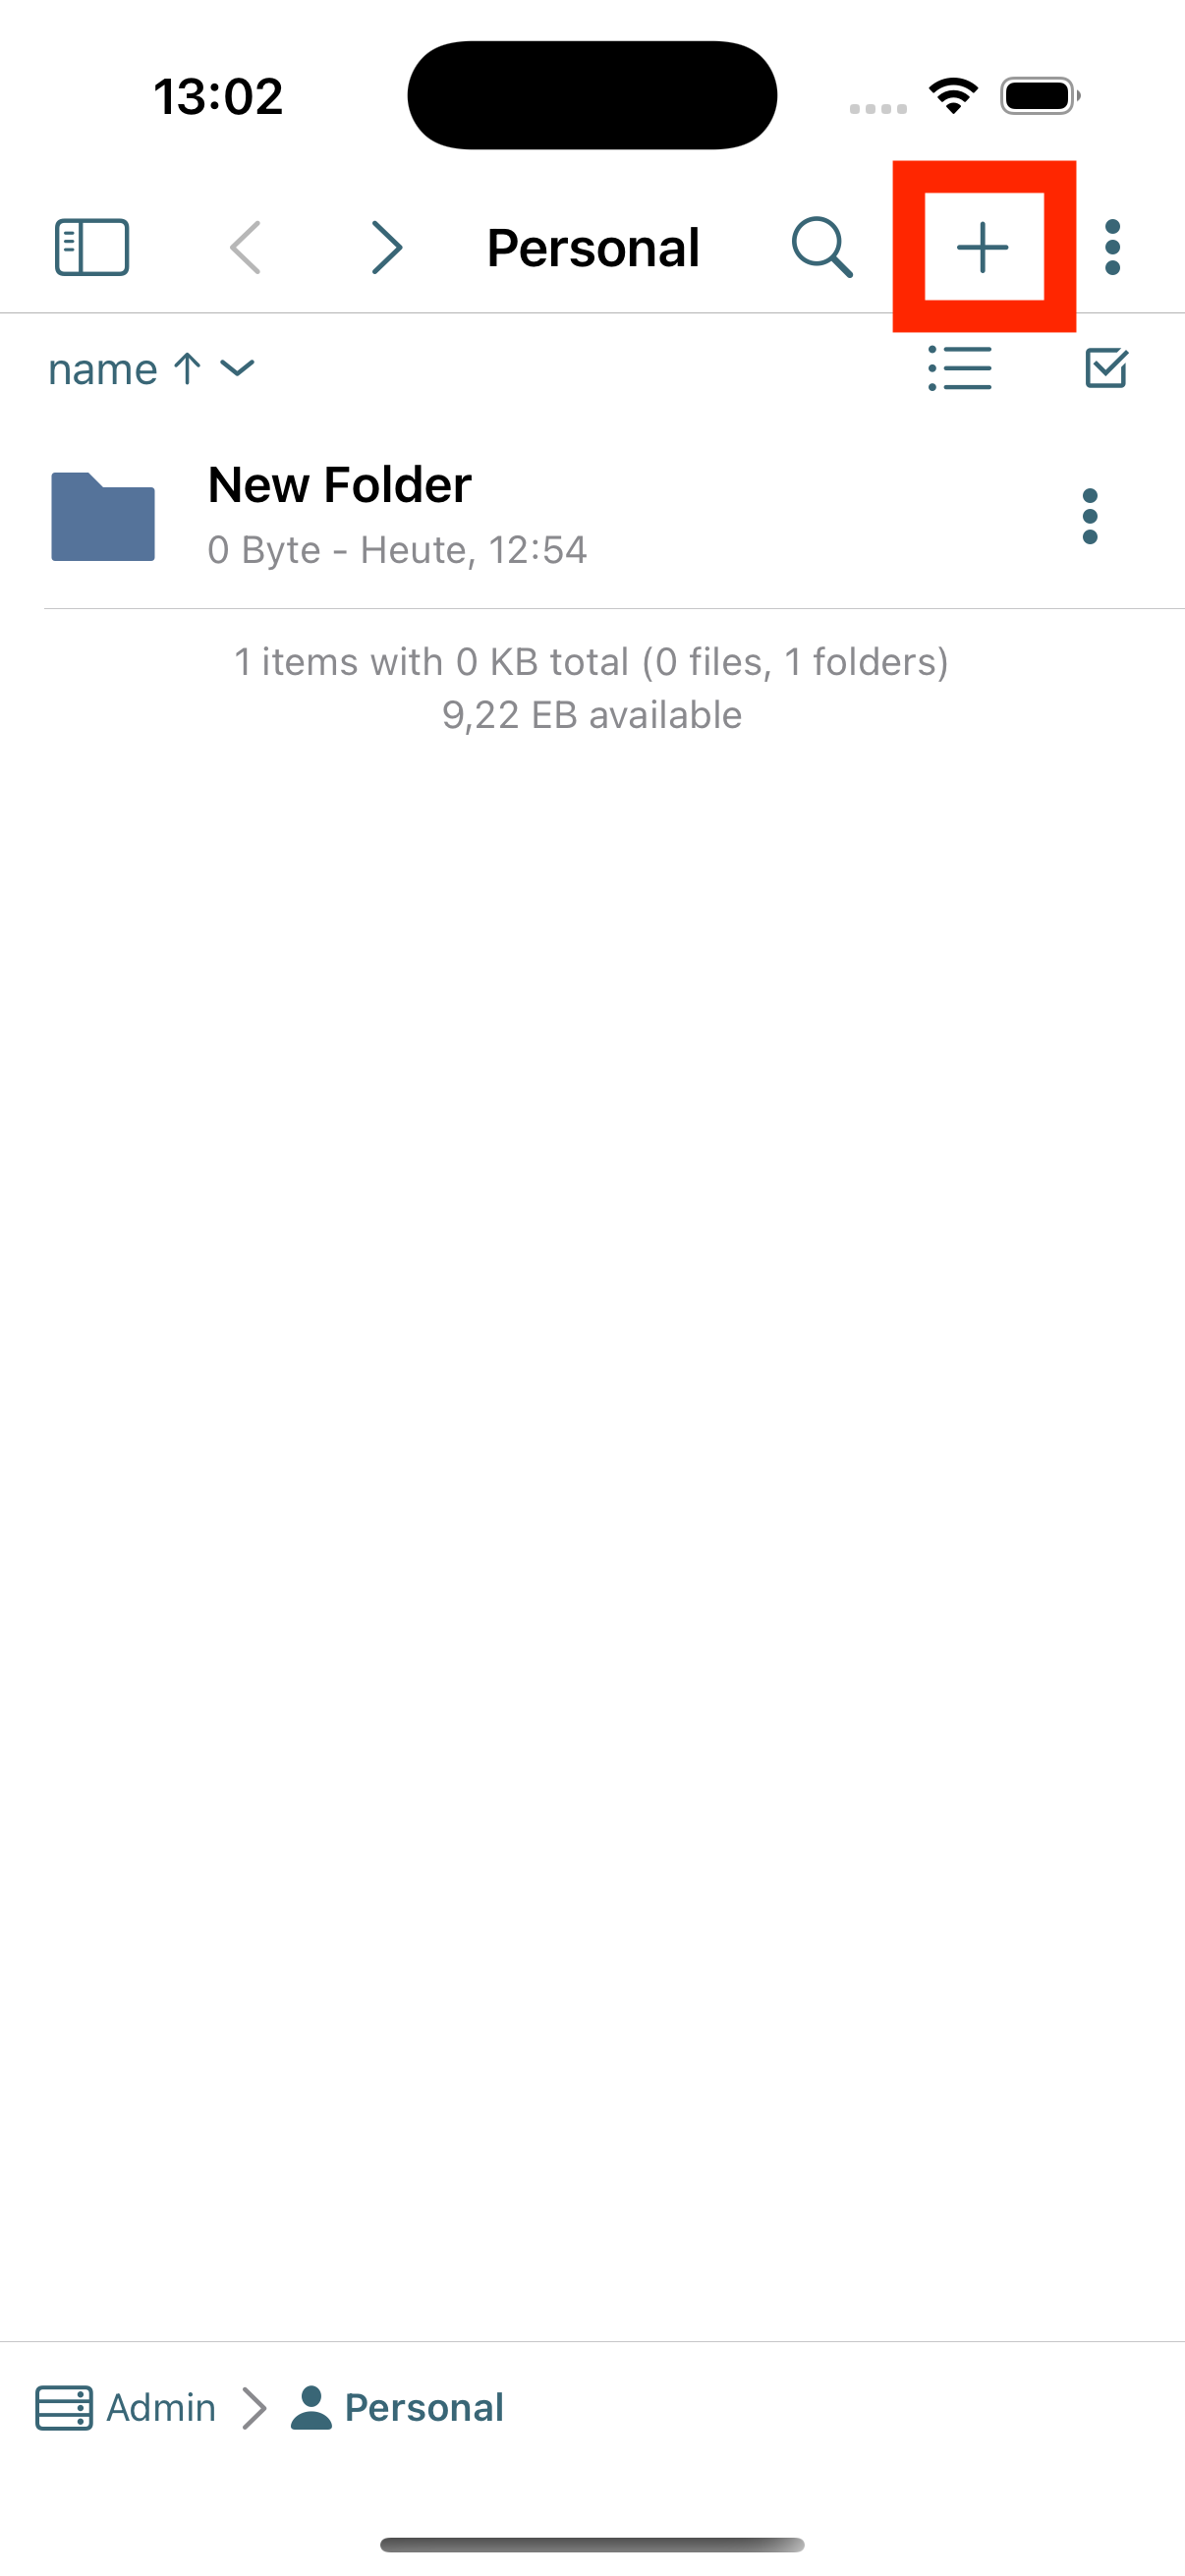 13:02
Personal
name
New Folder
0 Byte - Heute, 12:54
1 items with 0 KB total (0 files, 1 folders)
9,22 EB available
Admin Personal